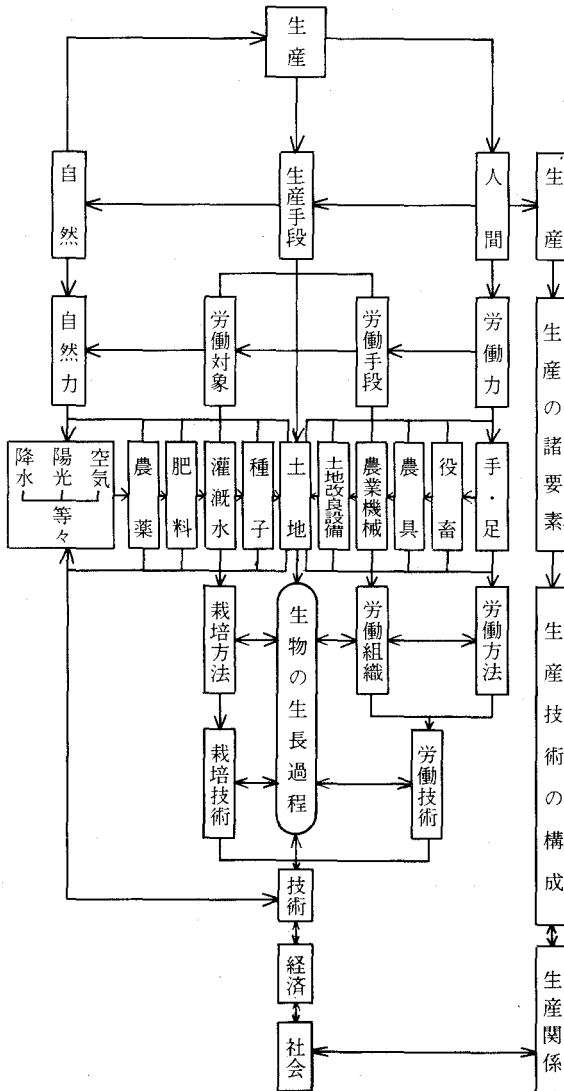 生産
自然
生産手段
人間
生産
自然力
労働対象
労働手段
労働力
生産の諸要素
降水
陽光
空気
等々
農薬
肥料
灌漑水
種子
土地
土地改良設備
農業機械
農具
役畜
手・足
栽培方法
生物の生長過程
労働組織
労働方法
生産技術の構成
栽培技術
労働技術
技術
経済
社会
生産関係